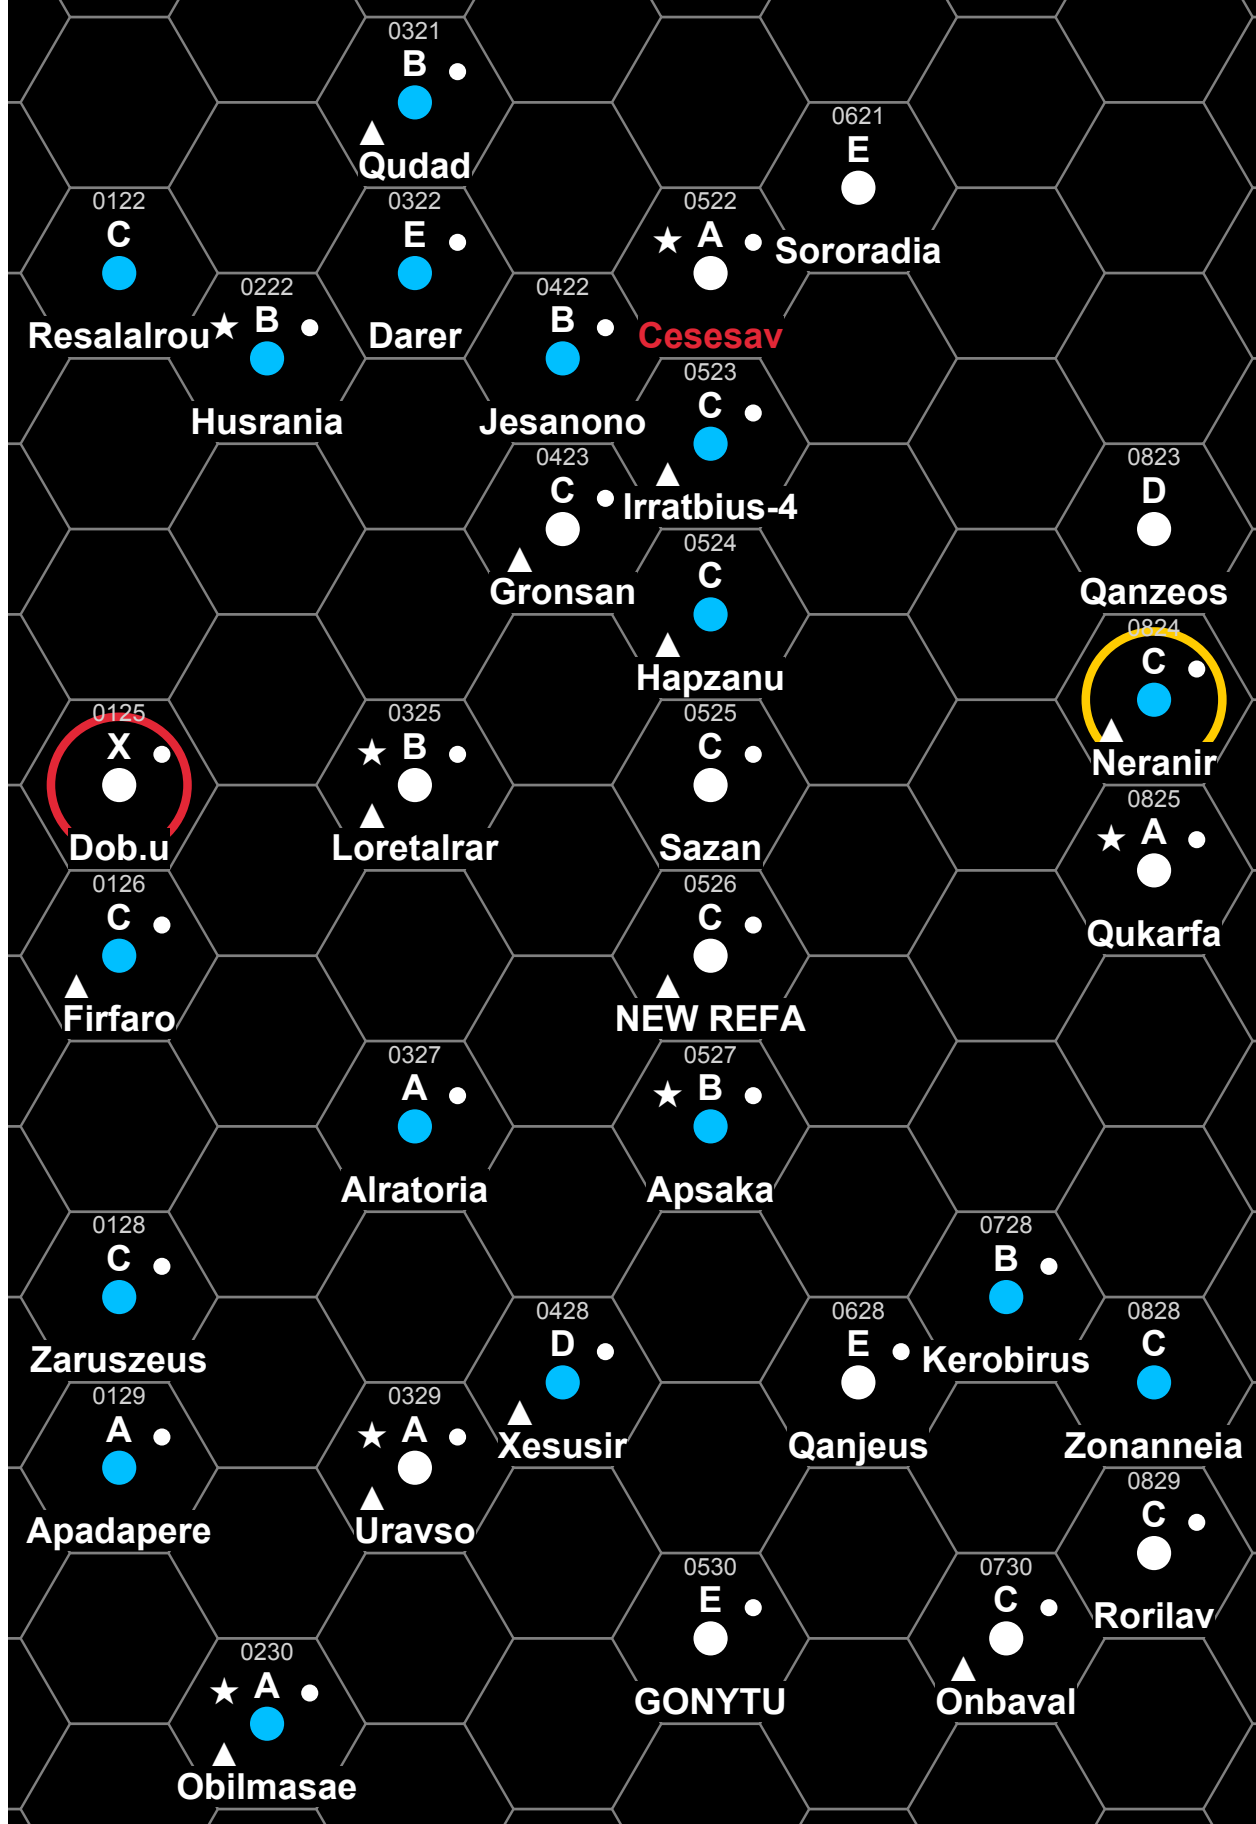 0321
B
Qudad
0621
E
Sororadia
0122
C
Resalalrou
0322
E
Darer
0522
A
Cesesav
0222
B
Husrania
0422
B
Jesanono
0523
C
Irratbius-4
0423
C
Gronsan
0823
D
Qanzeos
0524
C
Hapzanu
0824
C
Neranir
0125
X
Dob.u
0325
B
Loretalrar
0525
C
Sazan
0825
A
Qukarfa
0126
C
Firfaro
0526
C
NEW REFA
0327
A
Alratoria
0527
B
Apsaka
0128
C
Zaruszeus
0728
B
Kerobirus
0428
D
Xesusir
0628
E
Qanjeus
0828
C
Zonanneia
0129
A
Apadapere
0329
A
Uravso
0829
C
Rorilav
0530
E
GONYTU
0730
C
Onbaval
0230
A
Obilmasae